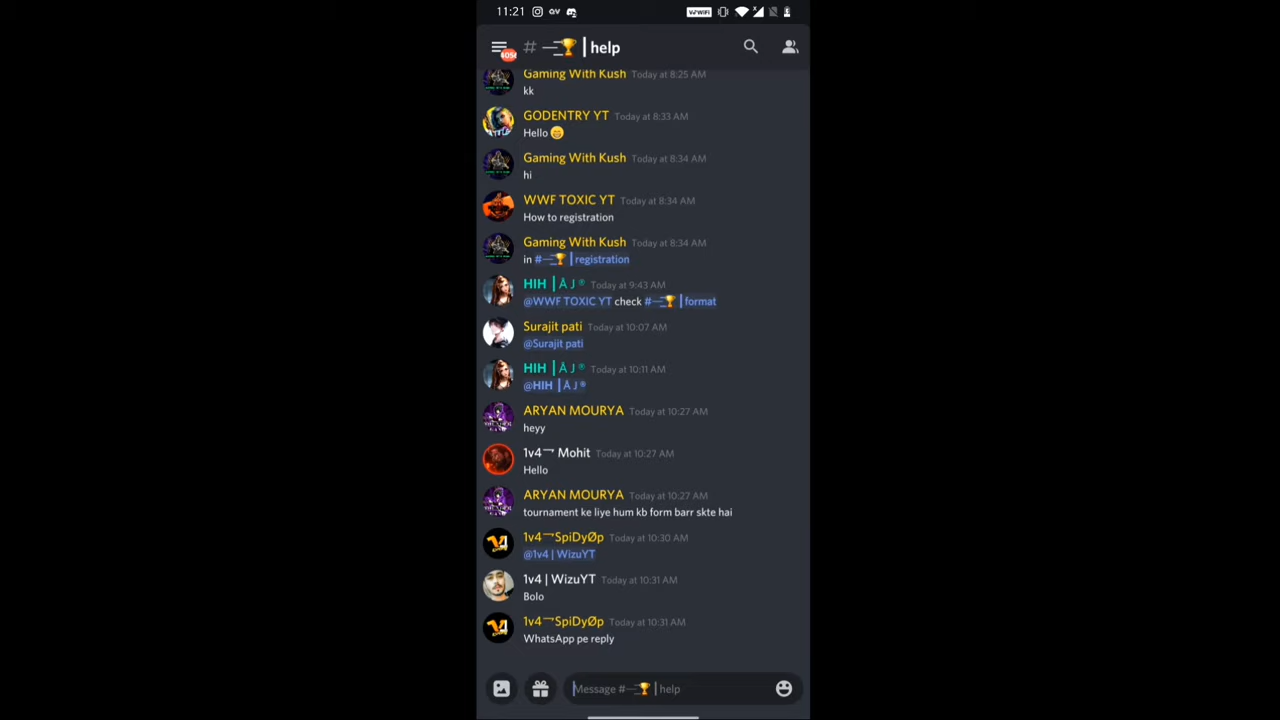 11:21
VoWIFI
# 🏆 | help
Gaming With Kush Today at 8:25 AM
kk
GODENTRY YT Today at 8:33 AM
Hello 😄
Gaming With Kush Today at 8:34 AM
hi
WWF TOXIC YT Today at 8:34 AM
How to registration
Gaming With Kush Today at 8:34 AM
in #🏆 | registration
HIH | Å J ® Today at 9:43 AM
@WWF TOXIC YT check #🏆 | format
Surajit pati Today at 10:07 AM
@Surajit pati
HIH | Å J ® Today at 10:11 AM
@HIH | Å J ®
ARYAN MOURYA Today at 10:27 AM
heyy
1v4 Mohit Today at 10:27 AM
Hello
ARYAN MOURYA Today at 10:27 AM
tournament ke liye hum kb form barr skte hai
1v4 SpiDyØp Today at 10:30 AM
@1v4 | WizuYT
1v4 | WizuYT Today at 10:31 AM
Bolo
1v4 SpiDyØp Today at 10:31 AM
WhatsApp pe reply
Message #🏆 | help